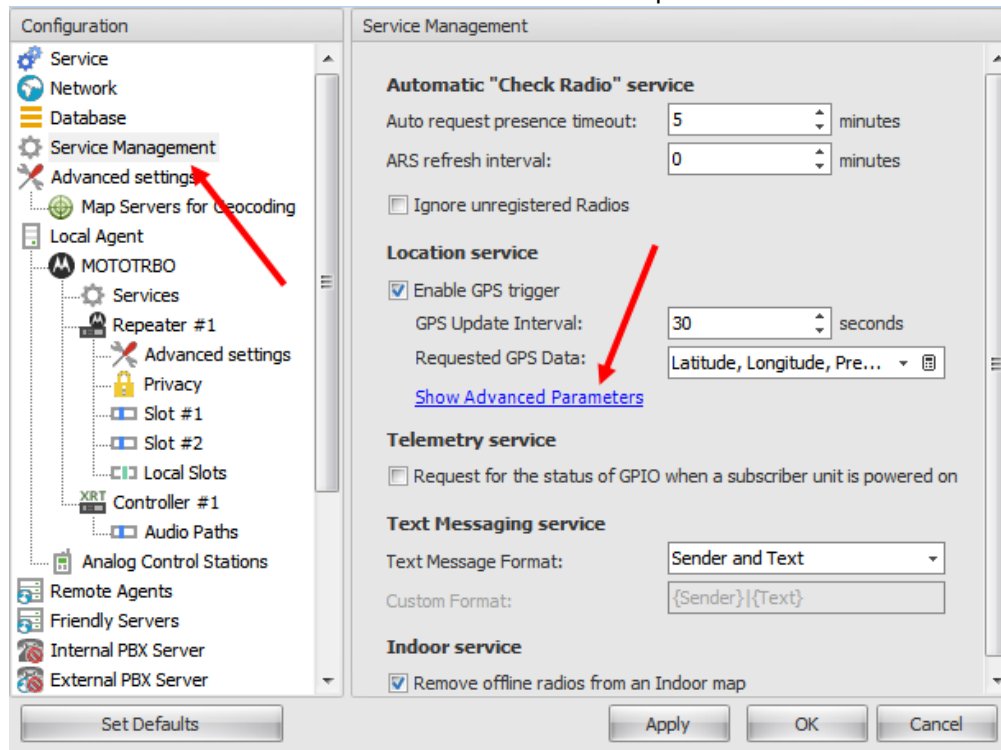 Configuration
Service
Network
Database
Service Management
Advanced settings
Map Servers for Geocoding
Local Agent
MOTOTRBO
Services
Repeater #1
Advanced settings
Privacy
Slot #1
Slot #2
Local Slots
XRT Controller #1
Audio Paths
Analog Control Stations
Remote Agents
Friendly Servers
Internal PBX Server
External PBX Server
Set Defaults
Service Management
Automatic "Check Radio" service
Auto request presence timeout: 5 minutes
ARS refresh interval: 0 minutes
Ignore unregistered Radios
Location service
Enable GPS trigger
GPS Update Interval: 30 seconds
Requested GPS Data: Latitude, Longitude, Pre...
Show Advanced Parameters
Telemetry service
Request for the status of GPIO when a subscriber unit is powered on
Text Messaging service
Text Message Format: Sender and Text
Custom Format: {Sender}|{Text}
Indoor service
Remove offline radios from an Indoor map
Apply OK Cancel